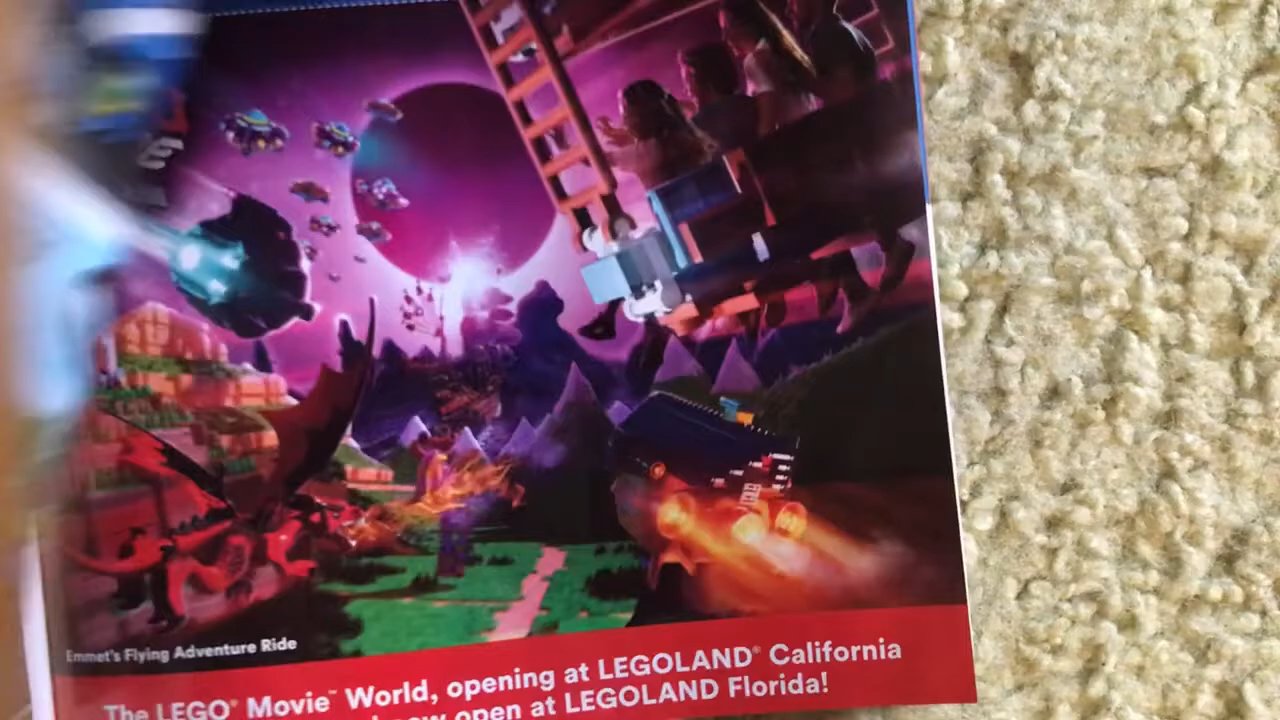 Emmet's Flying Adventure Ride
The LEGO® Movie™ World, opening at LEGOLAND® California
now open at LEGOLAND Florida!